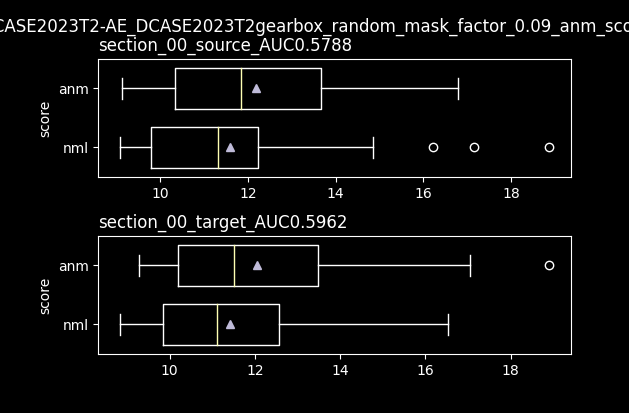 CASE2023T2-AE_DCASE2023T2gearbox_random_mask_factor_0.09_anm_sco
section_00_source_AUC0.5788
anm
score
nml
10 12 14 16 18
section_00_target_AUC0.5962
anm
score
nml
10 12 14 16 18